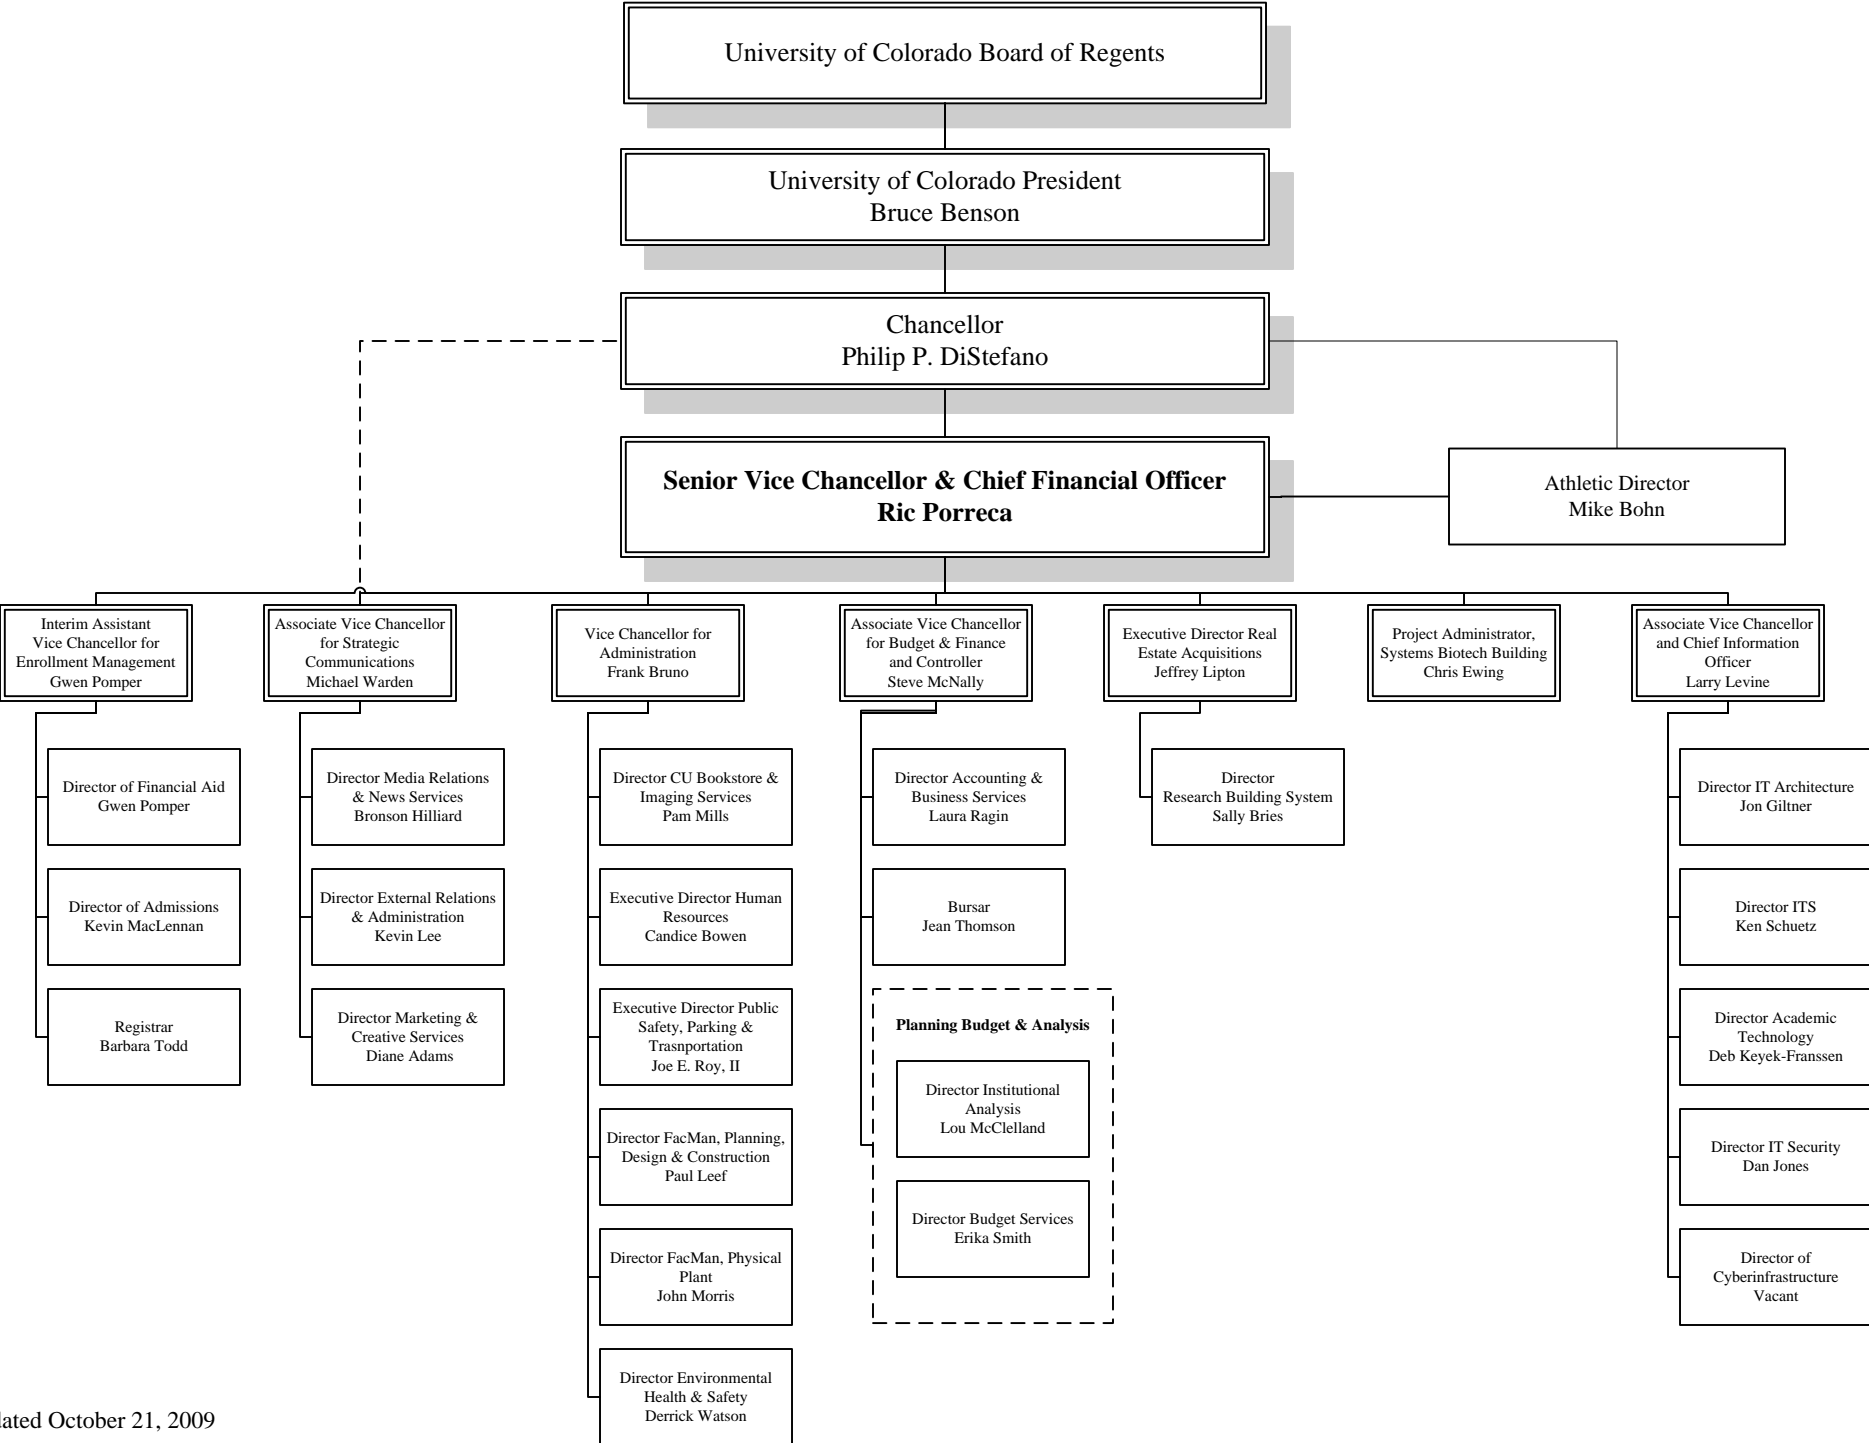 University of Colorado Board of Regents
University of Colorado President
Bruce Benson
Chancellor
Philip P. DiStefano
Senior Vice Chancellor & Chief Financial Officer
Ric Porreca
Athletic Director
Mike Bohn
Interim Assistant
Vice Chancellor for
Enrollment Management
Gwen Pomper
Associate Vice Chancellor
for Strategic
Communications
Michael Warden
Vice Chancellor for
Administration
Frank Bruno
Associate Vice Chancellor
for Budget & Finance
and Controller
Steve McNally
Executive Director Real
Estate Acquisitions
Jeffrey Lipton
Project Administrator,
Systems Biotech Building
Chris Ewing
Associate Vice Chancellor
and Chief Information
Officer
Larry Levine
Director of Financial Aid
Gwen Pomper
Director of Admissions
Kevin MacLennan
Registrar
Barbara Todd
Director Media Relations
& News Services
Bronson Hilliard
Director External Relations
& Administration
Kevin Lee
Director Marketing &
Creative Services
Diane Adams
Director CU Bookstore &
Imaging Services
Pam Mills
Executive Director Human
Resources
Candice Bowen
Executive Director Public
Safety, Parking &
Trasnportation
Joe E. Roy, II
Director FacMan, Planning,
Design & Construction
Paul Leef
Director FacMan, Physical
Plant
John Morris
Director Environmental
Health & Safety
Derrick Watson
Director Accounting &
Business Services
Laura Ragin
Bursar
Jean Thomson
Planning Budget & Analysis
Director Institutional
Analysis
Lou McClelland
Director Budget Services
Erika Smith
Director
Research Building System
Sally Bries
Director IT Architecture
Jon Giltner
Director ITS
Ken Schuetz
Director Academic
Technology
Deb Keyek-Franssen
Director IT Security
Dan Jones
Director of
Cyberinfrastructure
Vacant
October 21, 2009